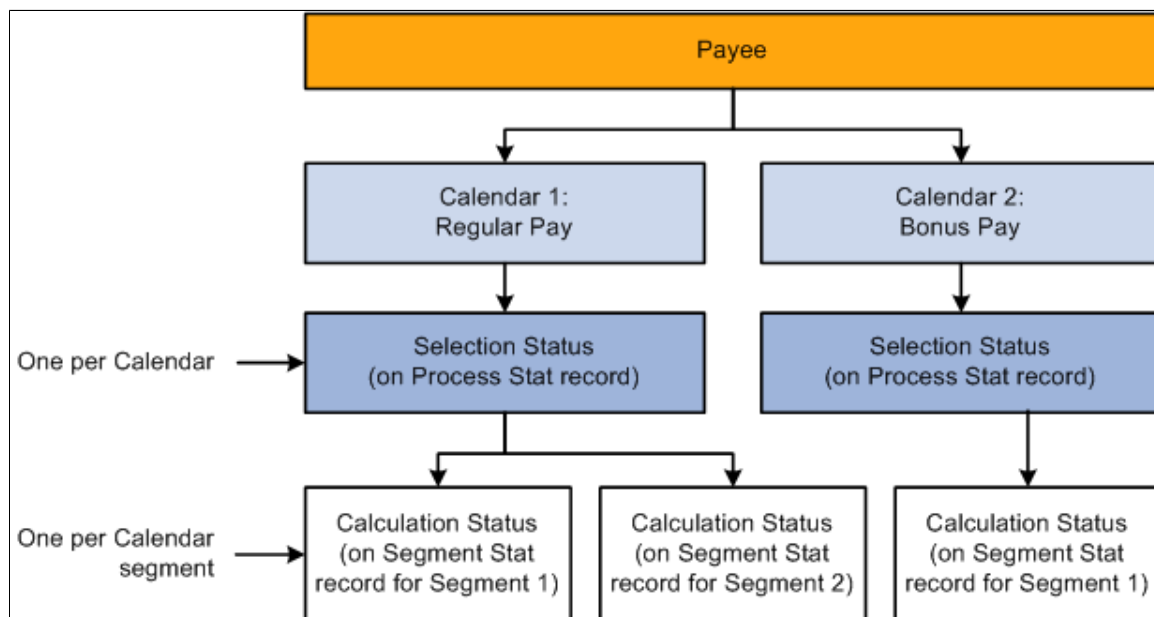 Payee
Calendar 1:
Regular Pay
Calendar 2:
Bonus Pay
One per Calendar
Selection Status
(on Process Stat record)
Selection Status
(on Process Stat record)
One per Calendar
segment
Calculation Status
(on Segment Stat
record for Segment 1)
Calculation Status
(on Segment Stat
record for Segment 2)
Calculation Status
(on Segment Stat
record for Segment 1)